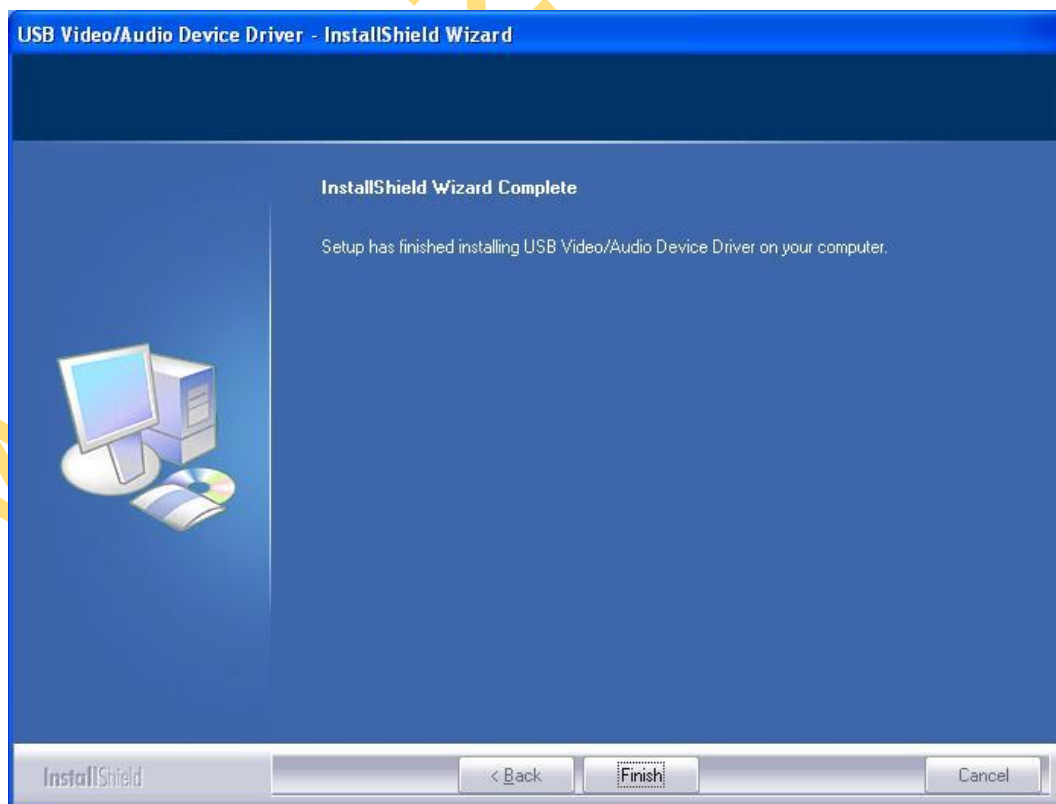 USB Video/Audio Device Driver - InstallShield Wizard
InstallShield Wizard Complete
Setup has finished installing USB Video/Audio Device Driver on your computer.
InstallShield
< Back
Finish
Cancel